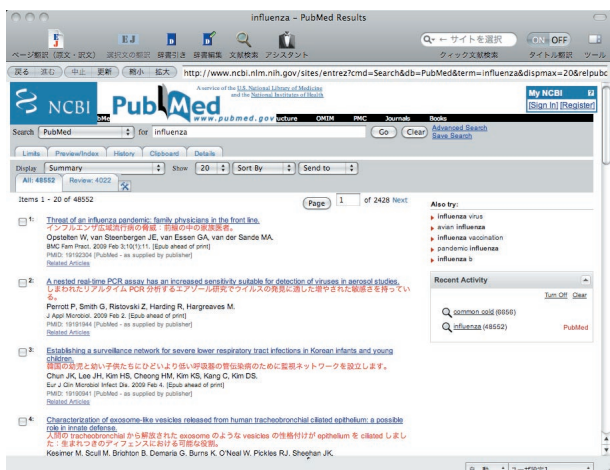 influenza – PubMed Results
ページ翻訳（原文・訳文） 選択文の翻訳 辞書引き 辞書編集 文献検索 アシスタント クィック文献検索 タイトル翻訳 ツール
← サイトを選択 ON OFF
戻る 進む 中止 更新 縮小 拡大 http://www.ncbi.nlm.nih.gov/sites/entrez?cmd=Search&db=PubMed&term=influenza&dispmax=20&relpubc
A service of the U.S. National Library of Medicine
and the National Institutes of Health
NCBI PubMed
www.pubmed.gov
My NCBI
[Sign In] [Register]
ucture OMIM PMC Journals Books
Search PubMed for influenza Go Clear Advanced Search
Save Search
Limits Preview/Index History Clipboard Details
Display Summary Show 20 Sort By Send to
All: 48552 Review: 4022
Items 1 - 20 of 48552 Page 1 of 2428 Next
1: Threat of an influenza pandemic: family physicians in the front line.
インフルエンザ広域流行病の脅威：前線の中の家族医者。
Opstelten W, van Steenbergen JE, van Essen GA, van der Sande MA.
BMC Fam Pract. 2009 Feb 3;10(1):11. [Epub ahead of print]
PMID: 19192304 [PubMed - as supplied by publisher]
Related Articles
2: A nested real-time PCR assay has an increased sensitivity suitable for detection of viruses in aerosol studies.
しまわれたリアルタイム PCR 分析するエアゾール研究でウイルスの発見に適した増やされた敏感さを持っている。
Perrott P, Smith G, Ristovski Z, Harding R, Hargreaves M.
J Appl Microbiol. 2009 Feb 2. [Epub ahead of print]
PMID: 19191944 [PubMed - as supplied by publisher]
Related Articles
3: Establishing a surveillance network for severe lower respiratory tract infections in Korean infants and young
children.
韓国の幼児と幼い子供たちにひどいより低い呼吸器の管伝染病のために監視ネットワークを設立します。
Chun JK, Lee JH, Kim HS, Cheong HM, Kim KS, Kang C, Kim DS.
Eur J Clin Microbiol Infect Dis. 2009 Feb 4. [Epub ahead of print]
PMID: 19190941 [PubMed - as supplied by publisher]
Related Articles
4: Characterization of exosome-like vesicles released from human tracheobronchial ciliated epithelium: a possible
role in innate defense.
人間の tracheobronchial から解放された exosome のような vesicles の性格付けが epithelium を ciliated しまし
た：生まれつきのディフェンスにおける可能な役割。
Kesimer M, Scull M, Brighton B, Demaria G, Burns K, O'Neal W, Pickles RJ, Sheehan JK,
Also try:
influenza virus
avian influenza
influenza vaccination
pandemic influenza
influenza b
Recent Activity
Turn Off Clear
common cold (6656)
influenza (48552) PubMed